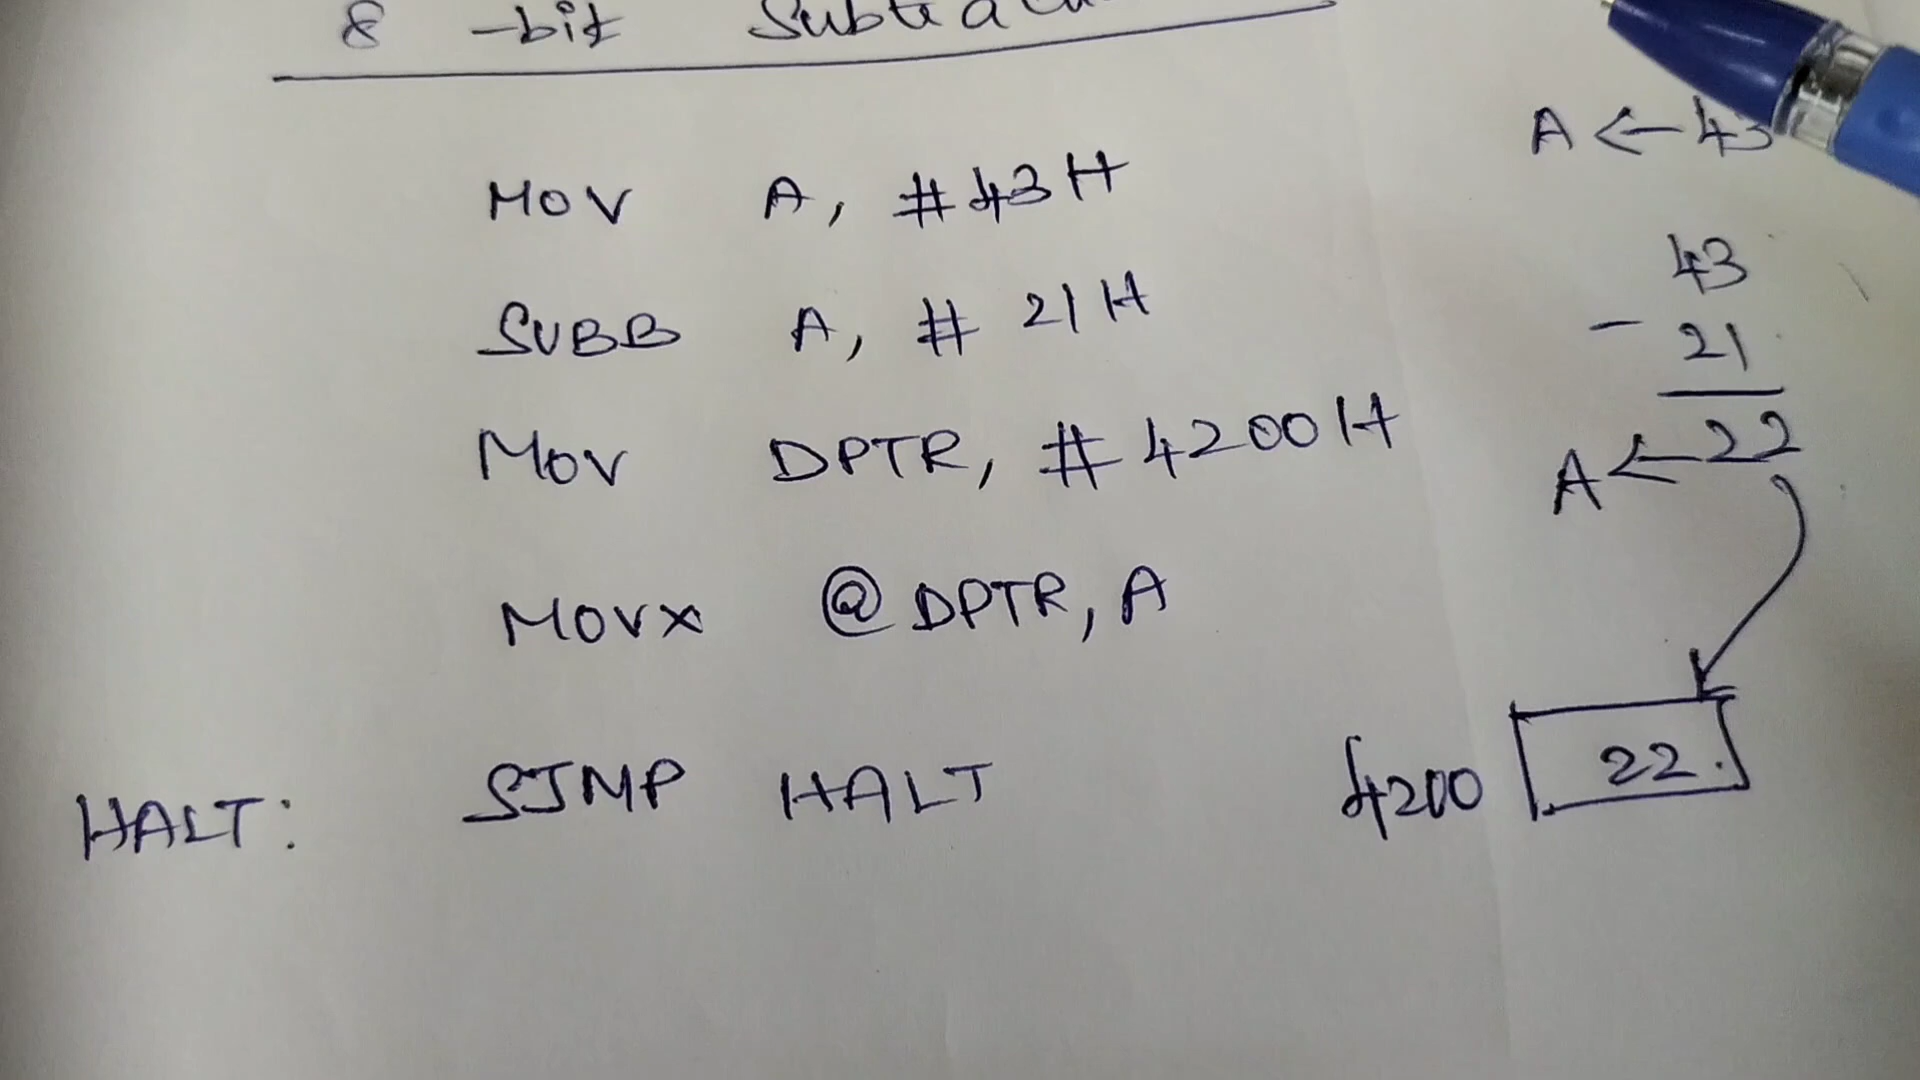 8 -bit
MOV A, #43H
SUBB A, # 21H
MOV DPTR, #4200H
MOVX @DPTR, A
HALT: SJMP HALT
A ← 43
43
- 21
A ← 22
4200 22.